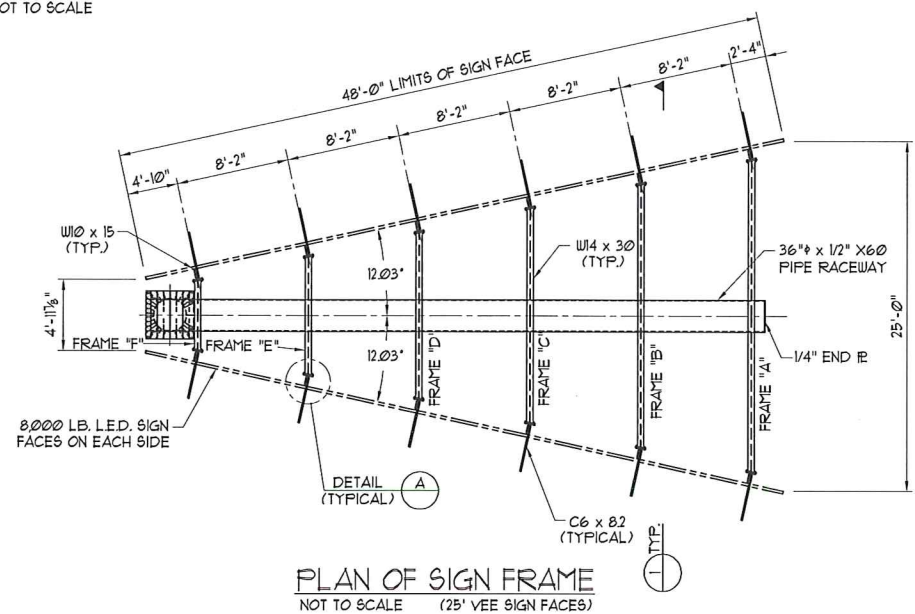 NOT TO SCALE
48'-0" LIMITS OF SIGN FACE
2'-4"
8'-2"
8'-2"
8'-2"
8'-2"
8'-2"
4'-10"
W10 x 15
(TYP.)
W14 x 30
(TYP.)
36"φ x 1/2" X60
PIPE RACEWAY
12.03°
12.03°
4'-11⅞"
25'-0"
FRAME "F"
FRAME "E"
FRAME "D"
FRAME "C"
FRAME "B"
FRAME "A"
1/4" END PL
8,000 LB. L.E.D. SIGN
FACES ON EACH SIDE
DETAIL
(TYPICAL)
A
C6 x 8.2
(TYPICAL)
1
TYP.
PLAN OF SIGN FRAME
NOT TO SCALE (25' VEE SIGN FACES)